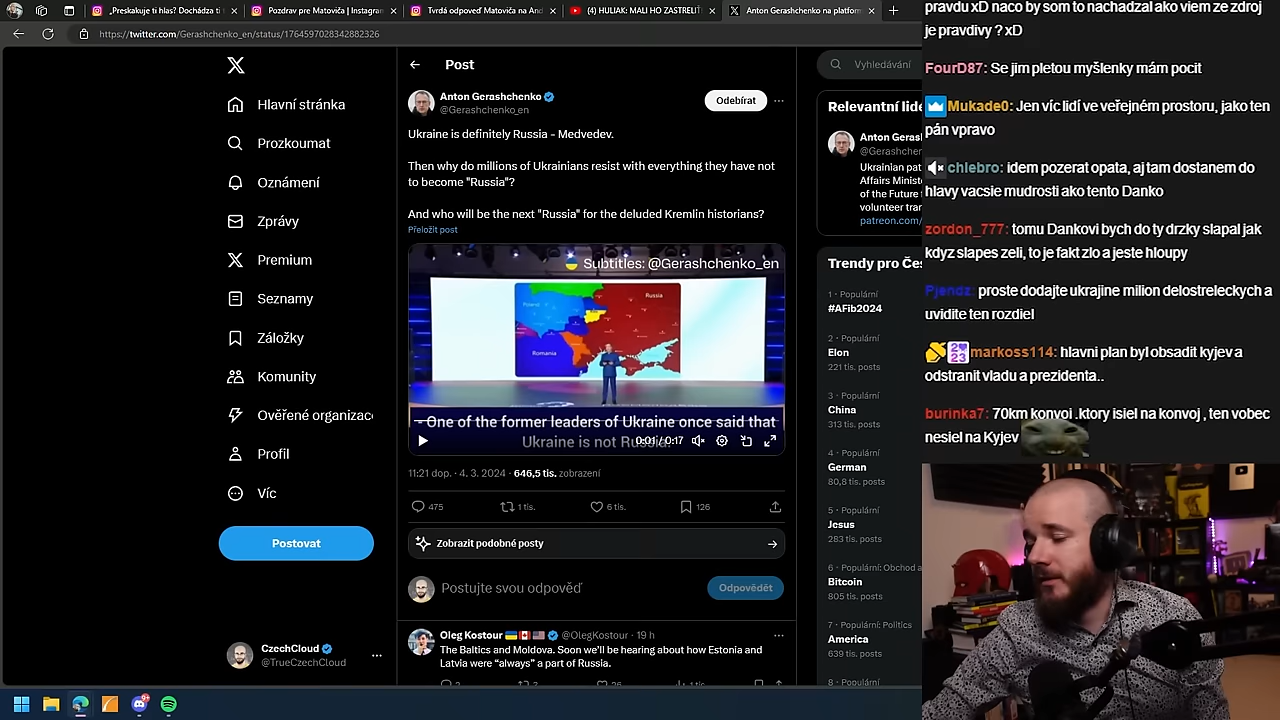 „Preskakuje ti hlas? Dochádza ti
Pozdrav pre Matoviča | Instagram
Tvrdá odpoveď Matoviča na And
(4) HULIAK: MALI HO ZASTRELIŤ
Anton Gerashchenko na platfom
https://twitter.com/Gerashchenko_en/status/1764597028342882326
Hlavní stránka
Prozkoumat
Oznámení
Zprávy
Premium
Seznamy
Záložky
Komunity
Ověřené organizac
Profil
Víc
Postovat
CzechCloud
@TrueCzechCloud
Post
Anton Gerashchenko
@Gerashchenko_en
Odebírat
Ukraine is definitely Russia - Medvedev.
Then why do millions of Ukrainians resist with everything they have not
to become "Russia"?
And who will be the next "Russia" for the deluded Kremlin historians?
Přeložit post
Subtitles: @Gerashchenko_en
Poland
Russia
Romania
- One of the former leaders of Ukraine once said that
Ukraine is not Russia.
0:01 / 0:17
11:21 dop. · 4. 3. 2024 · 646,5 tis. zobrazení
475
1 tis.
6 tis.
126
Zobrazit podobné posty
Postujte svou odpověď
Odpovědět
Oleg Kostour
@OlegKostour · 19 h
The Baltics and Moldova. Soon we'll be hearing about how Estonia and
Latvia were “always” a part of Russia.
Vyhledávání
Relevantní lidé
Anton Geras
@Gerashchen
Ukrainian pat
Affairs Ministe
of the Future f
volunteer tran
patreon.com/
Trendy pro Čes
1 · Populární
#AFib2024
2 · Populární
Elon
221 tis. posts
3 · Populární
China
313 tis. posts
4 · Populární
German
80,8 tis. posts
5 · Populární
Jesus
283 tis. posts
6 · Populární: Obchod a
Bitcoin
805 tis. posts
7 · Populární: Politics
America
639 tis. posts
8 · Populární
pravdu xD naco by som to nachadzal ako viem ze zdroj
je pravdivy ? xD
FourD87: Se jim pletou myšlenky mám pocit
Mukade0: Jen víc lidí ve veřejném prostoru, jako ten
pán vpravo
chlebro: idem pozerat opata, aj tam dostanem do
hlavy vacsie mudrosti ako tento Danko
zordon_777: tomu Dankovi bych do ty drzky slapal jak
kdyz slapes zeli, to je fakt zlo a jeste hloupy
Pjendz: proste dodajte ukrajine milion delostreleckych a
uvidite ten rozdiel
markoss114: hlavni plan byl obsadit kyjev a
odstranit vladu a prezidenta..
burinka7: 70km konvoj .ktory isiel na konvoj , ten vobec
nesiel na Kyjev